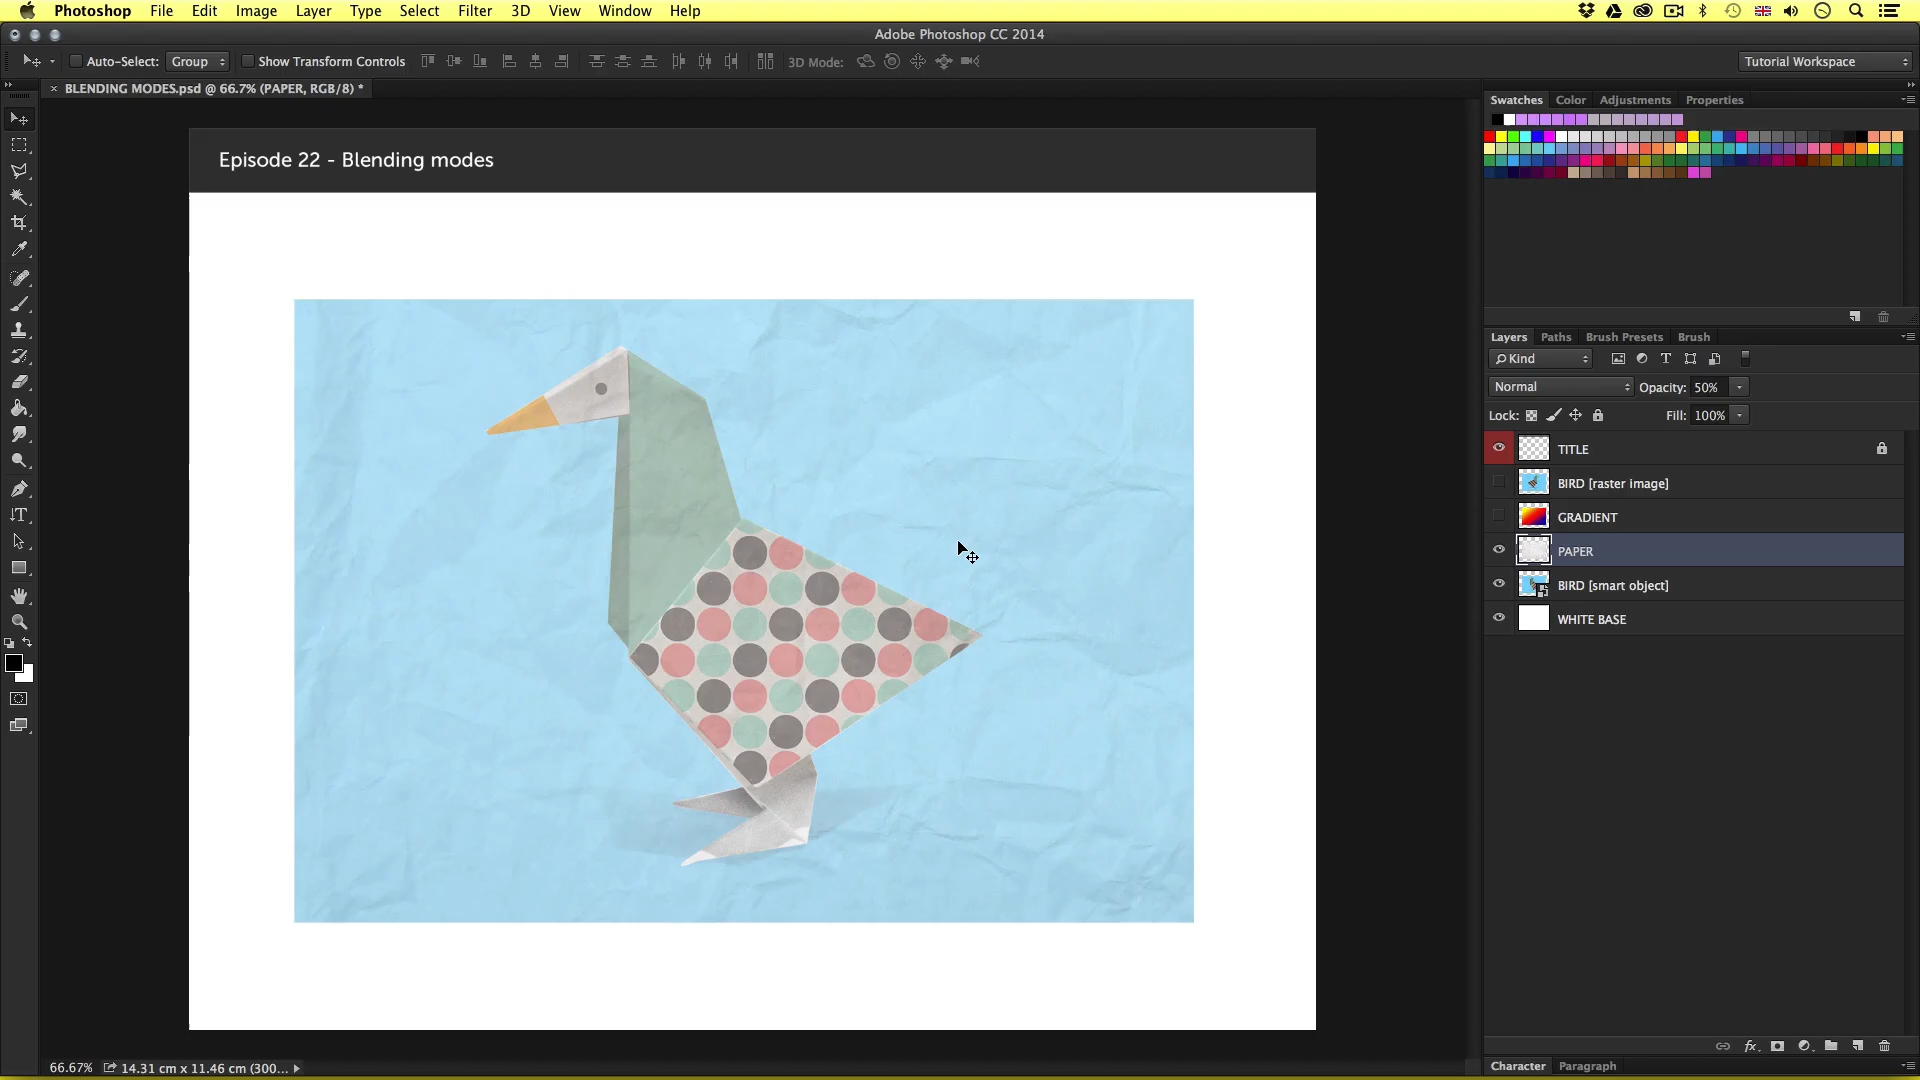 Photoshop File Edit Image Layer Type Select Filter 3D View Window Help
Adobe Photoshop CC 2014
Auto-Select: Group Show Transform Controls 3D Mode: Tutorial Workspace
× BLENDING MODES.psd @ 66.7% (PAPER, RGB/8) *
Swatches Color Adjustments Properties
Episode 22 - Blending modes
Layers Paths Brush Presets Brush
Kind
Normal Opacity: 50%
Lock: Fill: 100%
TITLE
BIRD [raster image]
GRADIENT
PAPER
BIRD [smart object]
WHITE BASE
66.67% 14.31 cm x 11.46 cm (300...
Character Paragraph